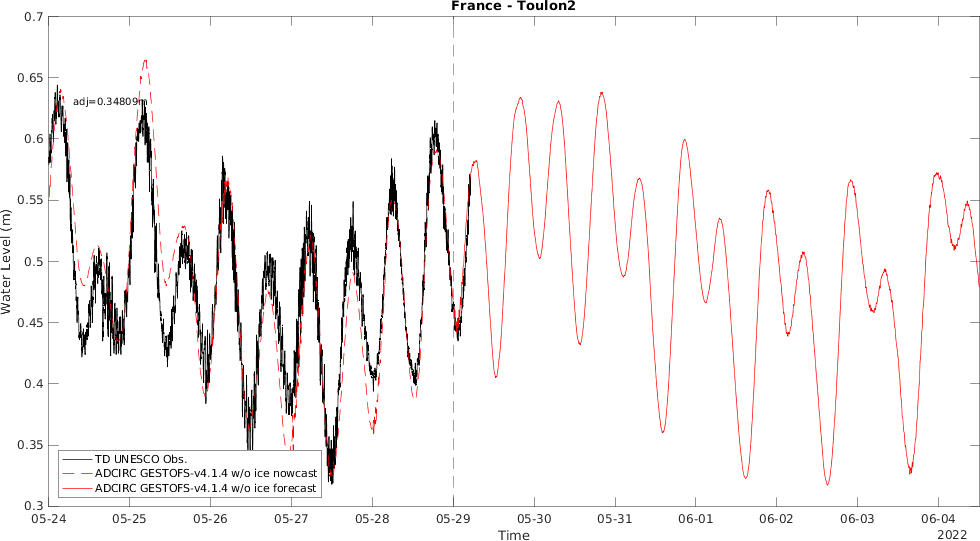 France - Toulon2
0.7
0.65
0.6
0.55
0.5
0.45
0.4
0.35
0.3
Water Level (m)
adj=0.34809m
TD UNESCO Obs.
ADCIRC GESTOFS-v4.1.4 w/o ice nowcast
ADCIRC GESTOFS-v4.1.4 w/o ice forecast
05-24 05-25 05-26 05-27 05-28 05-29 05-30 05-31 06-01 06-02 06-03 06-04
Time
2022